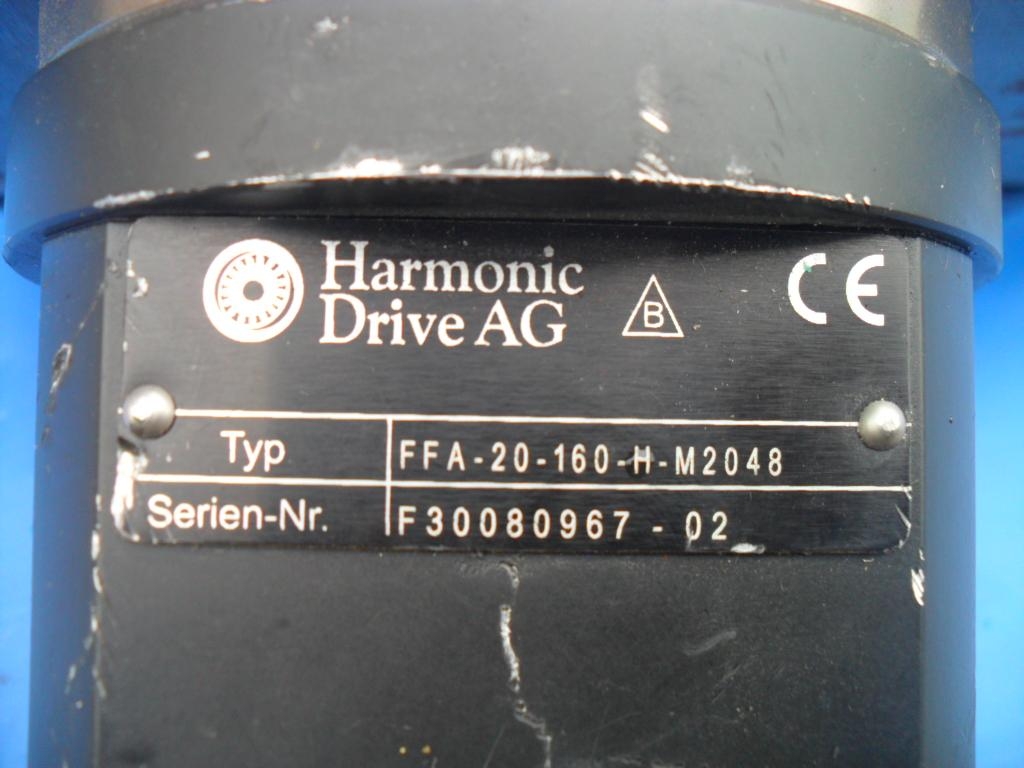 Harmonic
Drive AG
B
CE
Typ FFA-20-160-H-M2048
Serien-Nr. F30080967 - 02